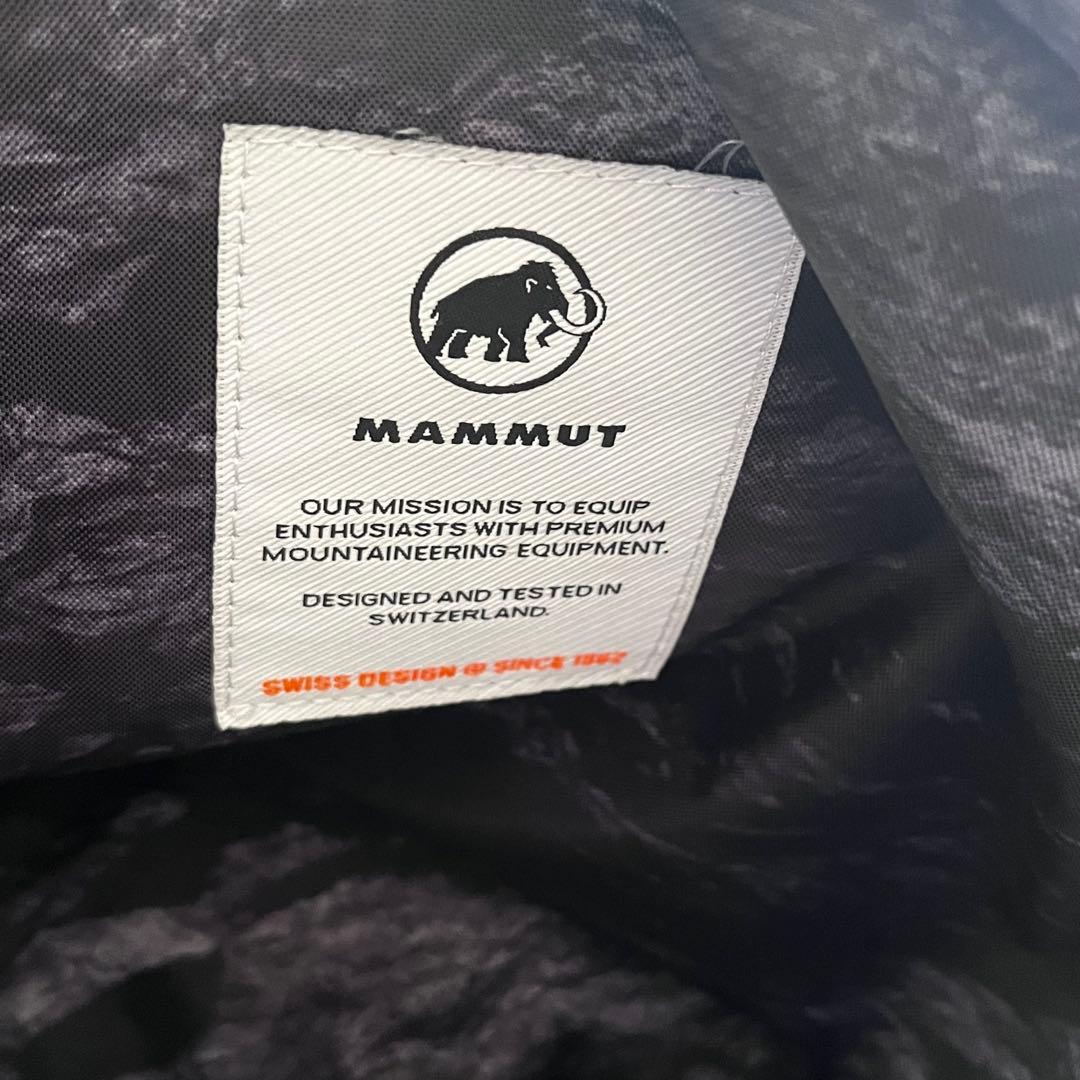 MAMMUT
OUR MISSION IS TO EQUIP
ENTHUSIASTS WITH PREMIUM
MOUNTAINEERING EQUIPMENT.
DESIGNED AND TESTED IN
SWITZERLAND.
SWISS DESIGN SINCE 1862